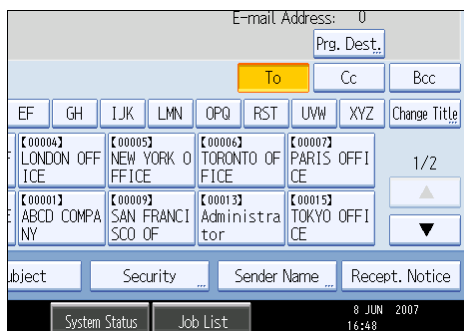 E-mail Address: 0
Prg. Dest.
To Cc Bcc
EF GH IJK LMN OPQ RST UVW XYZ Change Title
[00004] [00005] [00006] [00007]
LONDON OFF NEW YORK O TORONTO OF PARIS OFFI 1/2
ICE FFICE FICE CE
[00001] [00009] [00013] [00015]
ABCD COMPA SAN FRANCI Administra TOKYO OFFI
NY SCO OF tor CE
ubject Security Sender Name Recept. Notice
System Status Job List 8 JUN 2007
16:48